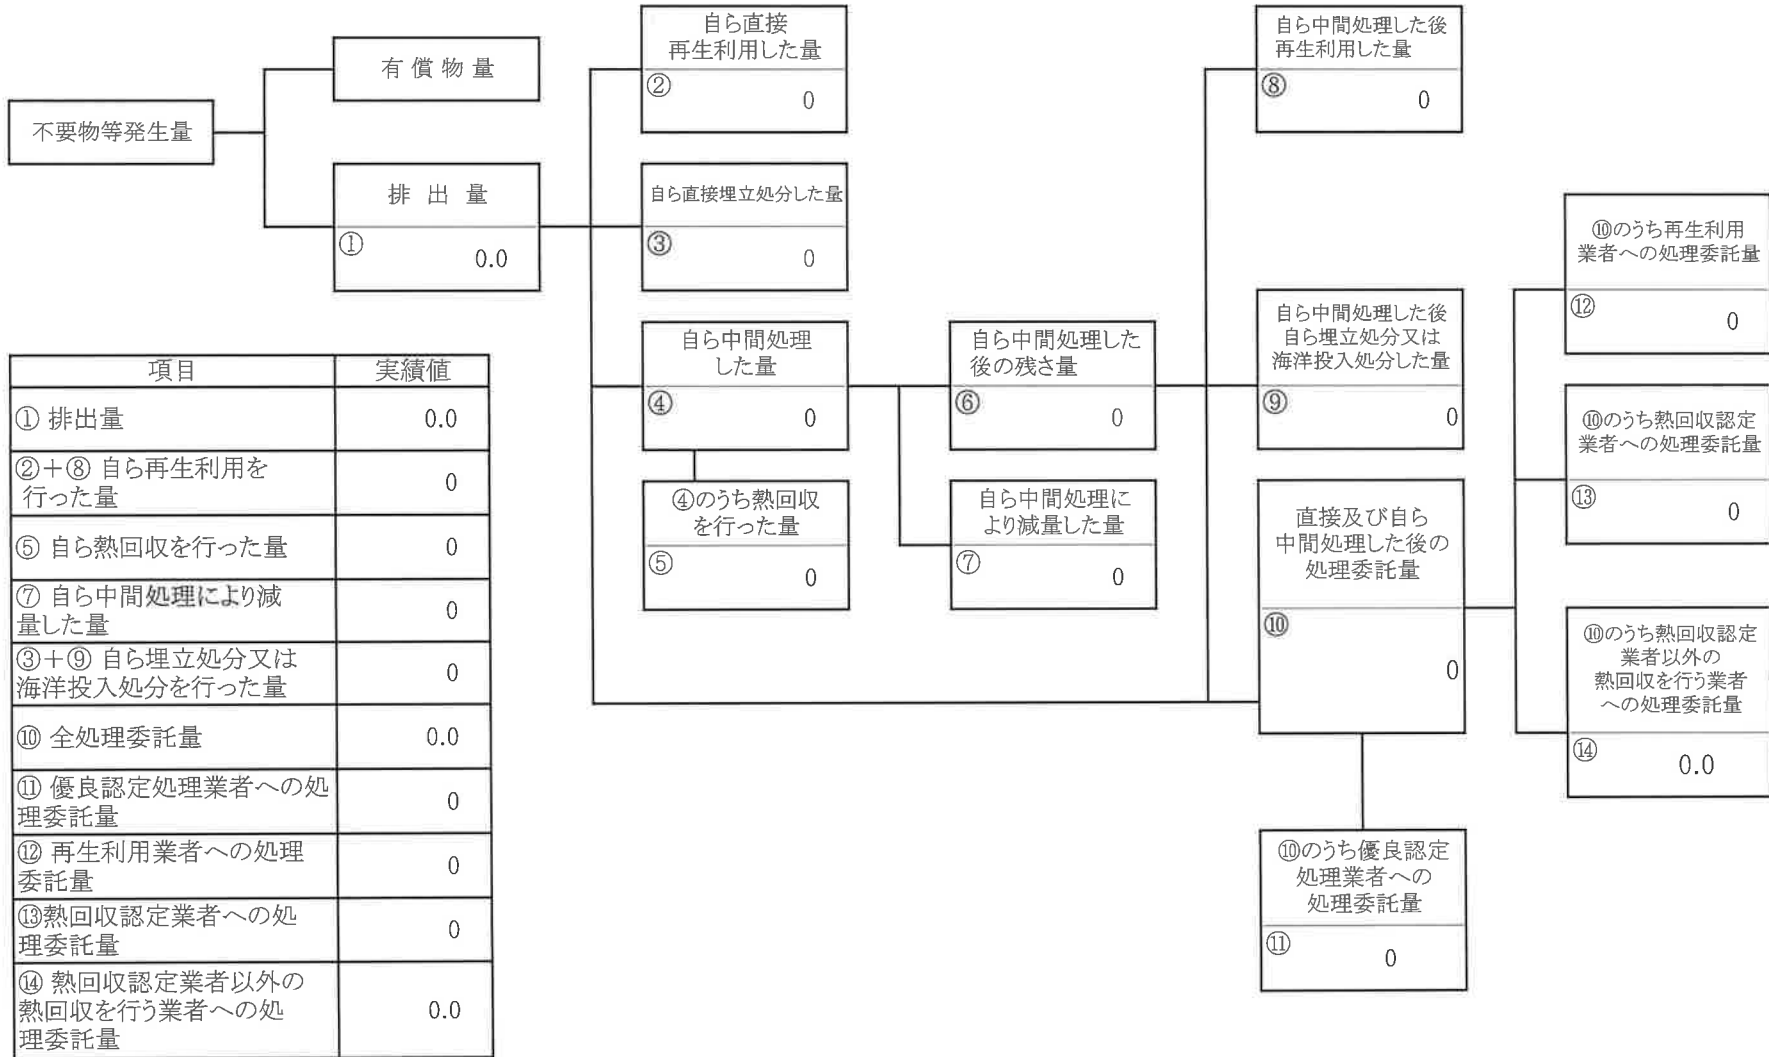 不要物等発生量
有 償 物 量
排 出 量
①
0.0
自ら直接
再生利用した量
②
0
自ら直接埋立処分した量
③
0
自ら中間処理
した量
④
0
④のうち熱回収
を行った量
⑤
0
自ら中間処理した
後の残さ量
⑥
0
自ら中間処理に
より減量した量
⑦
0
自ら中間処理した後
再生利用した量
⑧
0
自ら中間処理した後
自ら埋立処分又は
海洋投入処分した量
⑨
0
直接及び自ら
中間処理した後の
処理委託量
⑩
0
⑩のうち優良認定
処理業者への
処理委託量
⑪
0
⑩のうち再生利用
業者への処理委託量
⑫
0
⑩のうち熱回収認定
業者への処理委託量
⑬
0
⑩のうち熱回収認定
業者以外の
熱回収を行う業者
への処理委託量
⑭
0.0
項目 実績値
① 排出量 0.0
②+⑧ 自ら再生利用を
行った量 0
⑤ 自ら熱回収を行った量 0
⑦ 自ら中間処理により減
量した量 0
③+⑨ 自ら埋立処分又は
海洋投入処分を行った量 0
⑩ 全処理委託量 0.0
⑪ 優良認定処理業者への処
理委託量 0
⑫ 再生利用業者への処理
委託量 0
⑬熱回収認定業者への処
理委託量 0
⑭ 熱回収認定業者以外の
熱回収を行う業者への処
理委託量 0.0